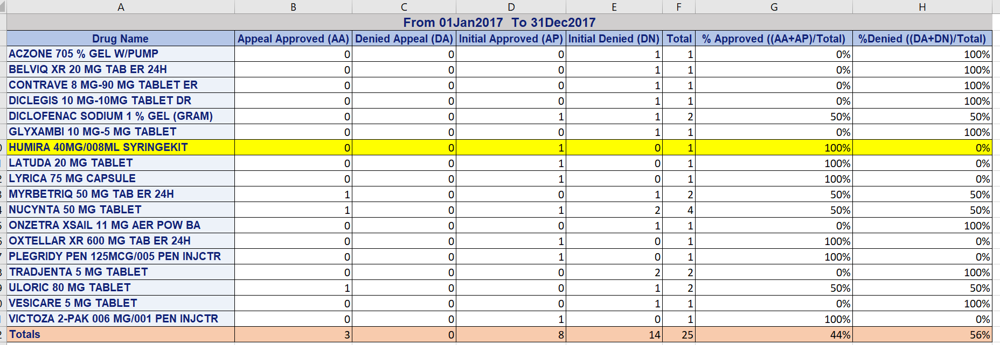 A B C D E F G H
From 01Jan2017 To 31Dec2017
Drug Name Appeal Approved (AA) Denied Appeal (DA) Initial Approved (AP) Initial Denied (DN) Total % Approved ((AA+AP)/Total) %Denied ((DA+DN)/Total)
ACZONE 705 % GEL W/PUMP 0 0 0 1 1 0% 100%
BELVIQ XR 20 MG TAB ER 24H 0 0 0 1 1 0% 100%
CONTRAVE 8 MG-90 MG TABLET ER 0 0 0 1 1 0% 100%
DICLEGIS 10 MG-10MG TABLET DR 0 0 0 1 1 0% 100%
DICLOFENAC SODIUM 1 % GEL (GRAM) 0 0 1 1 2 50% 50%
GLYXAMBI 10 MG-5 MG TABLET 0 0 0 1 1 0% 100%
HUMIRA 40MG/008ML SYRINGEKIT 0 0 1 0 1 100% 0%
LATUDA 20 MG TABLET 0 0 1 0 1 100% 0%
LYRICA 75 MG CAPSULE 0 0 1 0 1 100% 0%
MYRBETRIQ 50 MG TAB ER 24H 1 0 0 1 2 50% 50%
NUCYNTA 50 MG TABLET 1 0 1 2 4 50% 50%
ONZETRA XSAIL 11 MG AER POW BA 0 0 0 1 1 0% 100%
OXTELLAR XR 600 MG TAB ER 24H 0 0 1 0 1 100% 0%
PLEGRIDY PEN 125MCG/005 PEN INJCTR 0 0 1 0 1 100% 0%
TRADJENTA 5 MG TABLET 0 0 0 2 2 0% 100%
ULORIC 80 MG TABLET 1 0 0 1 2 50% 50%
VESICARE 5 MG TABLET 0 0 0 1 1 0% 100%
VICTOZA 2-PAK 006 MG/001 PEN INJCTR 0 0 1 0 1 100% 0%
Totals 3 0 8 14 25 44% 56%